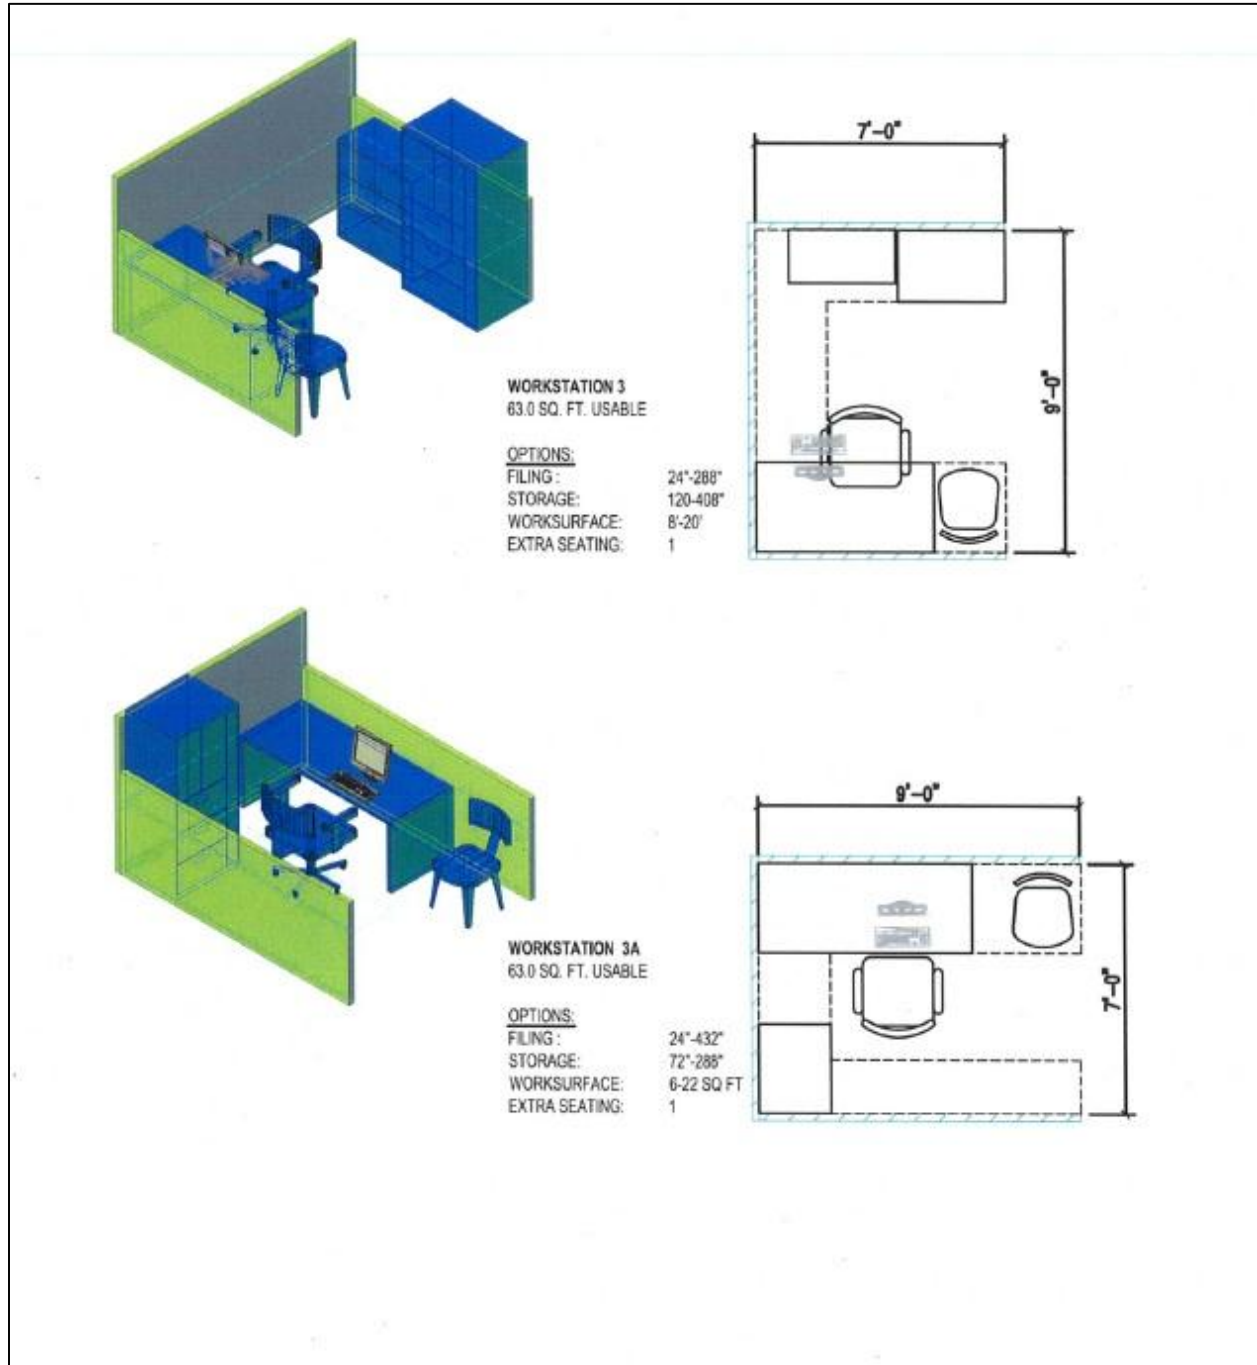 7'-0"
9'-0"
WORKSTATION 3
63.0 SQ. FT. USABLE
OPTIONS:
FILING : 24"-288"
STORAGE: 120-408"
WORKSURFACE: 8'-20'
EXTRA SEATING: 1
9'-0"
7'-0"
WORKSTATION 3A
63.0 SQ. FT. USABLE
OPTIONS:
FILING : 24"-432"
STORAGE: 72"-288"
WORKSURFACE: 6-22 SQ FT
EXTRA SEATING: 1